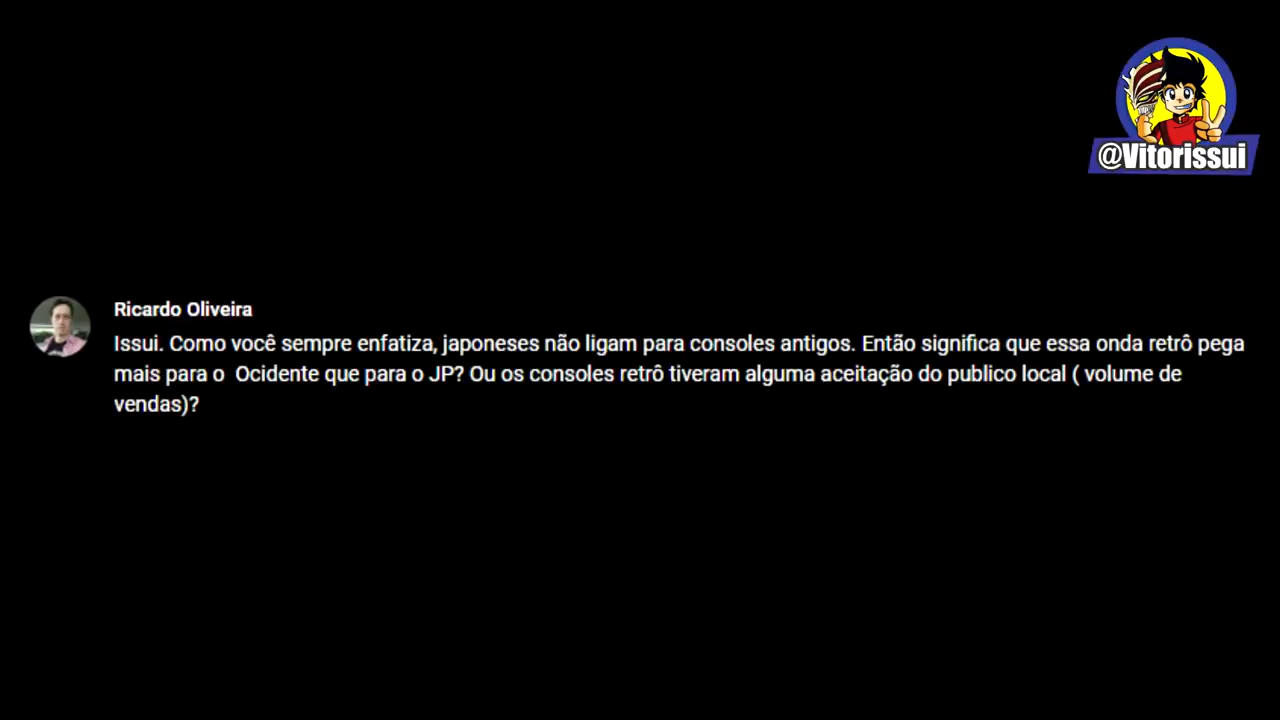 @Vitorissui
Ricardo Oliveira
Issui. Como você sempre enfatiza, japoneses não ligam para consoles antigos. Então significa que essa onda retrô pega
mais para o  Ocidente que para o JP? Ou os consoles retrô tiveram alguma aceitação do publico local ( volume de
vendas)?